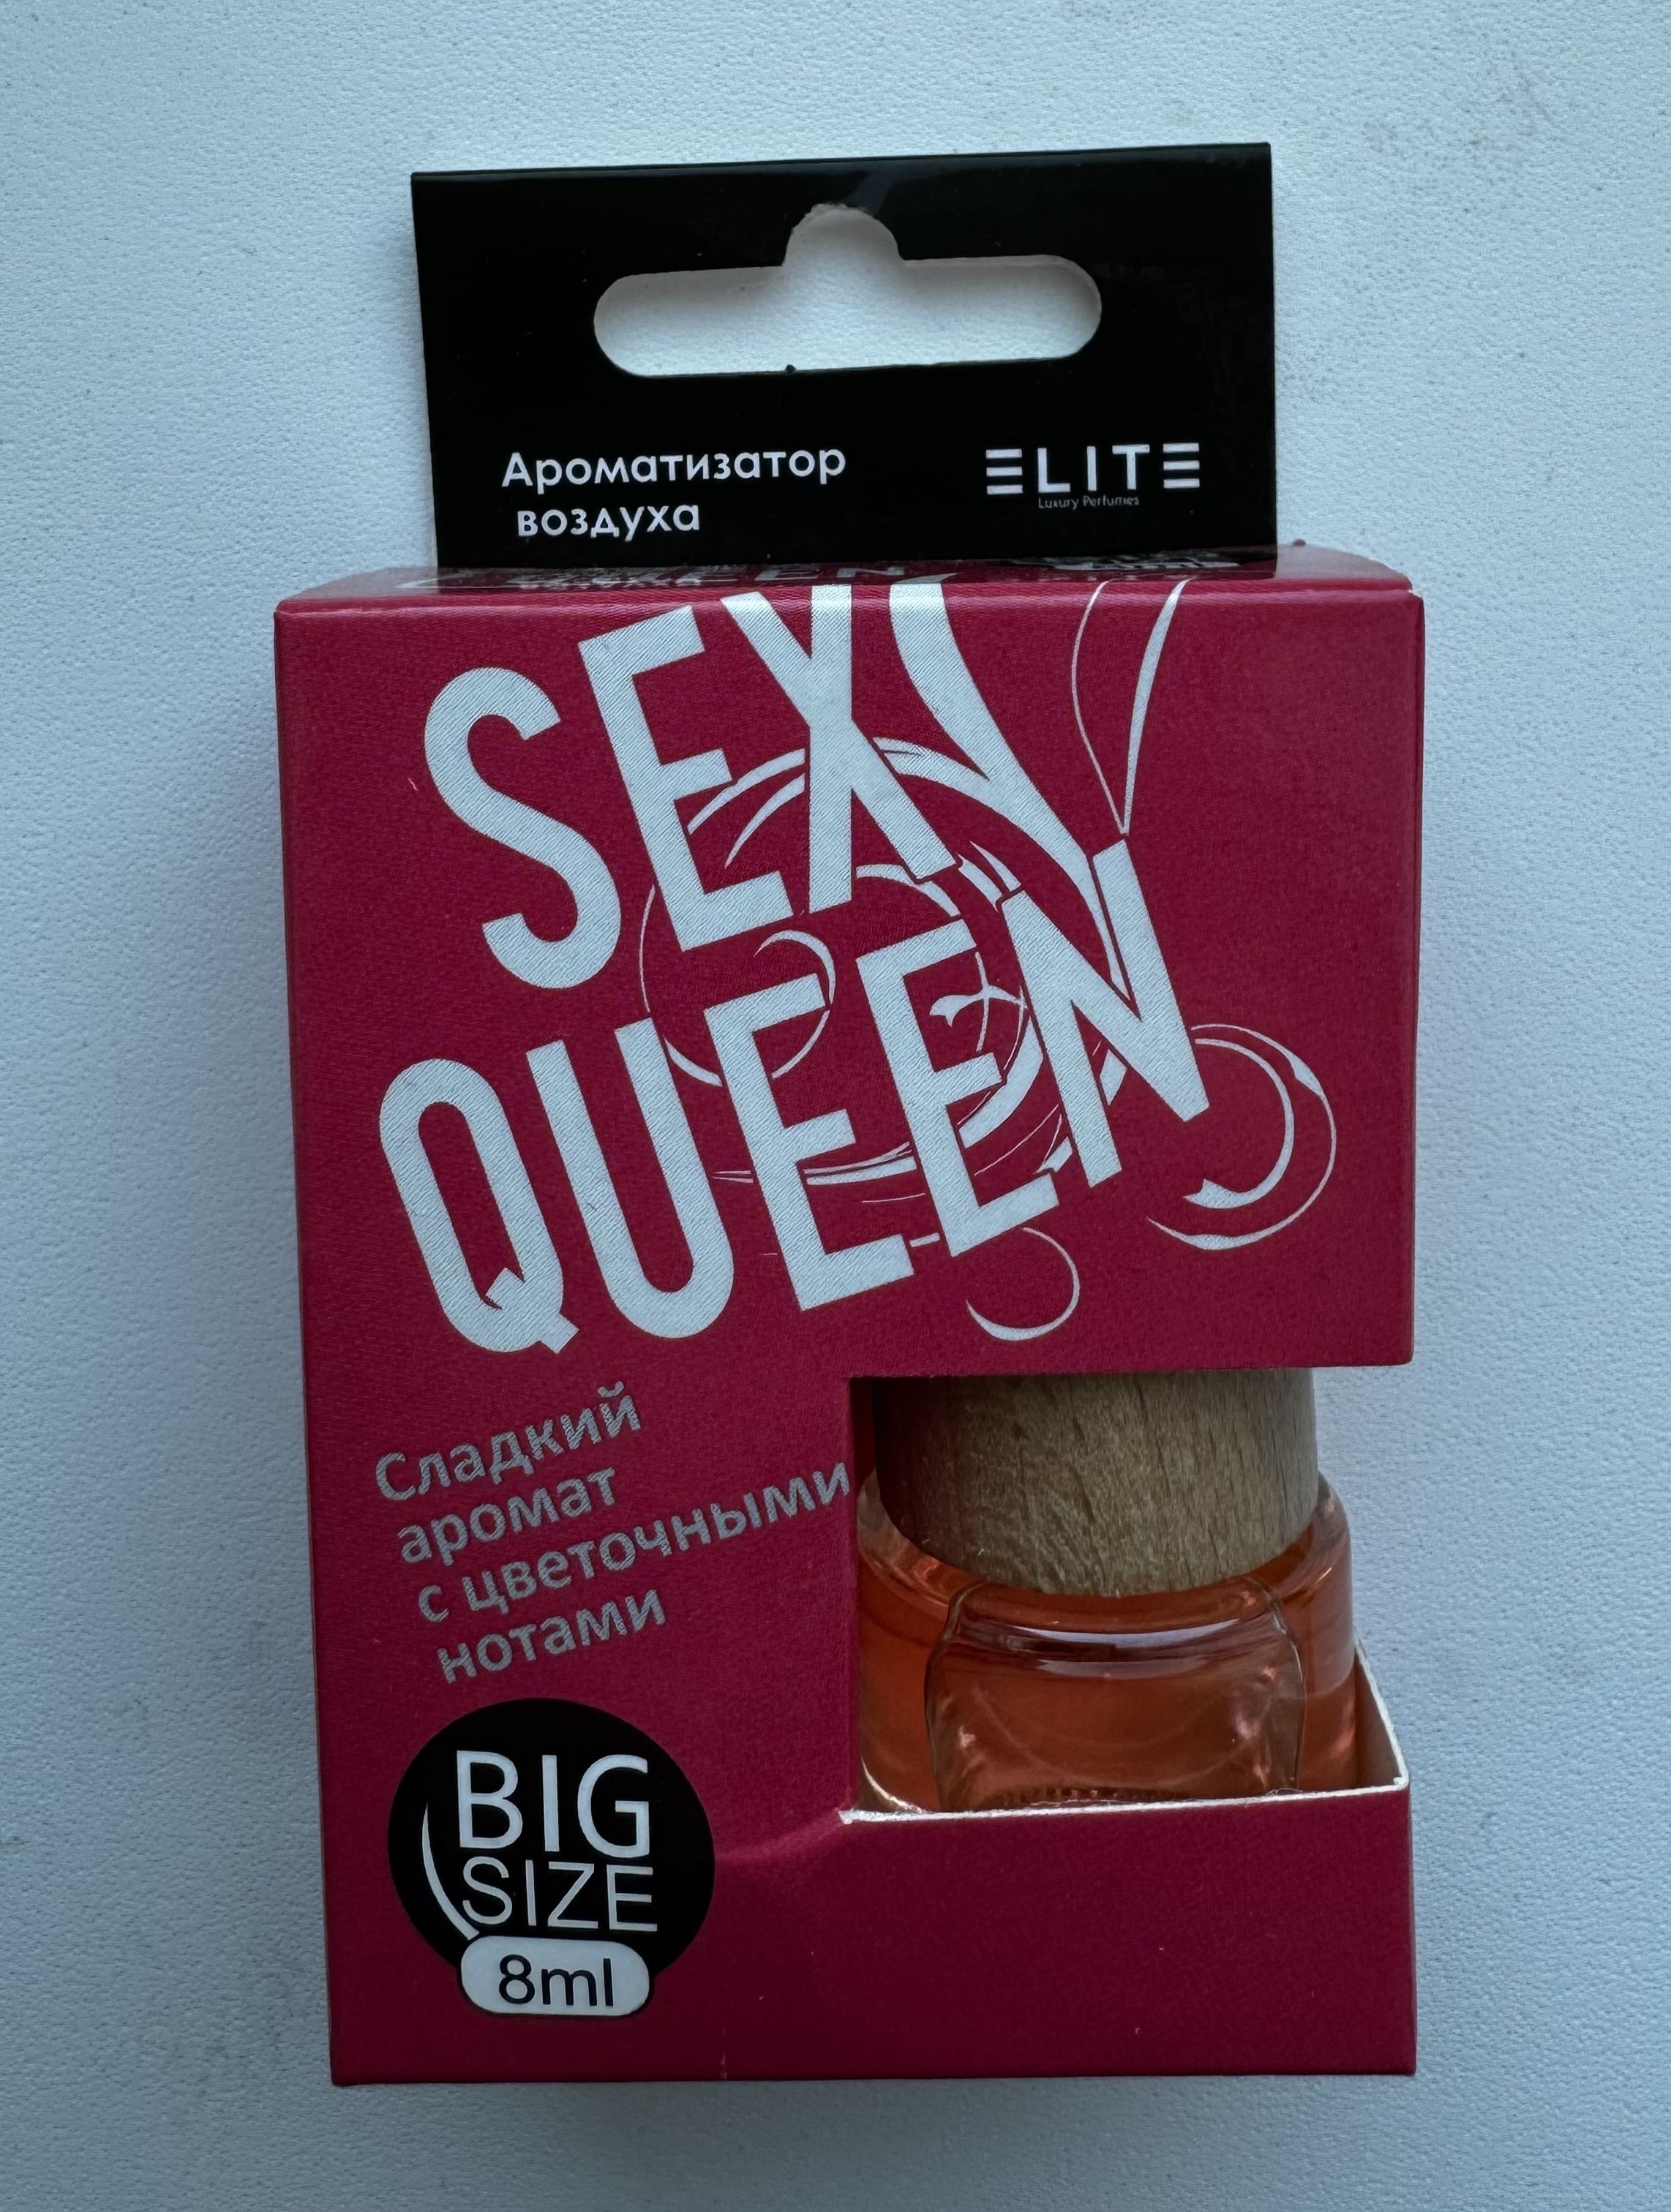 Ароматизатор
воздуха
ELITE
Luxury Perfumes
SEXY
QUEEN
Сладкий
аромат
с цветочными
нотами
BIG
SIZE
8ml